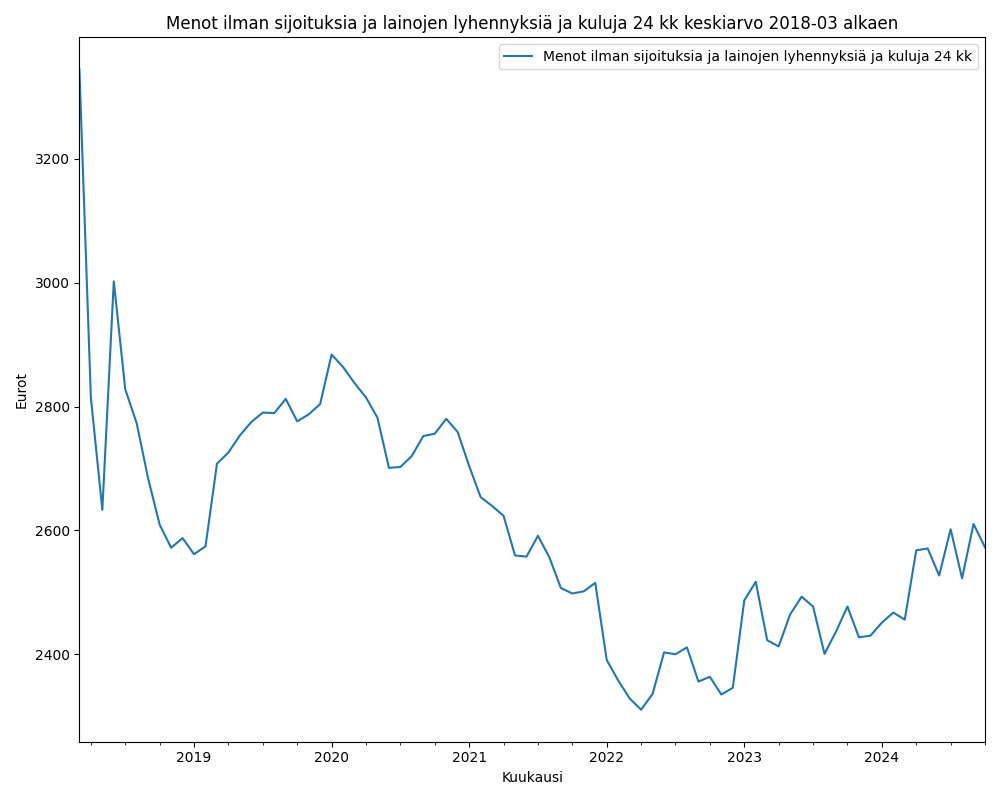 Menot ilman sijoituksia ja lainojen lyhennyksiä ja kuluja 24 kk keskiarvo 2018-03 alkaen
Menot ilman sijoituksia ja lainojen lyhennyksiä ja kuluja 24 kk
3200
3000
2800
2600
2400
Eurot
2019
2020
2021
2022
2023
2024
Kuukausi